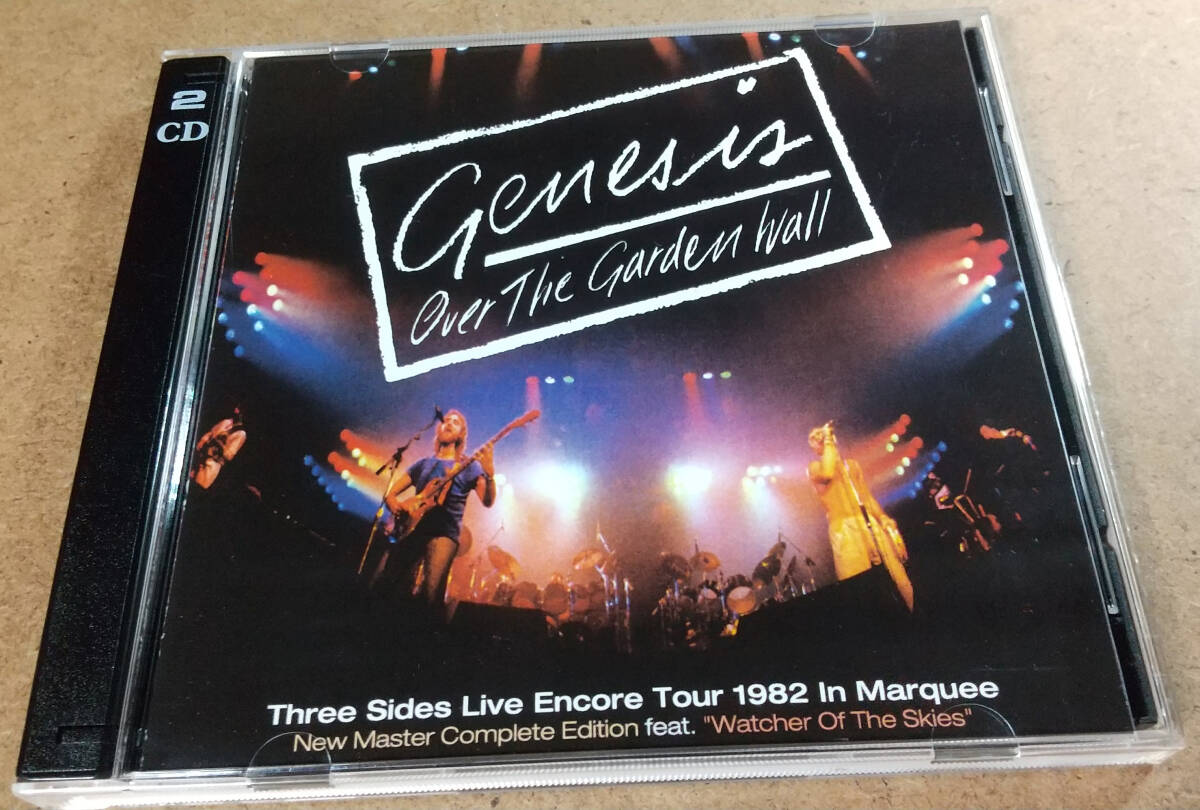 2
CD
Genesis
Over The Garden Wall
Three Sides Live Encore Tour 1982 In Marquee
New Master Complete Edition feat. "Watcher Of The Skies"